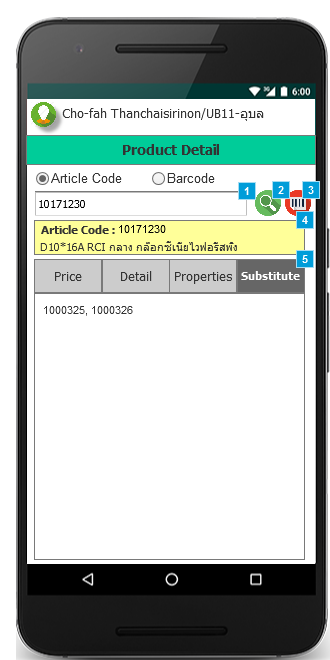 6:00
Cho-fah Thanchaisirinon/UB11-อุบล
Product Detail
Article Code Barcode
10171230 1 2 3
Article Code : 10171230 4
D10*16A RCI กลาง กล๊อกซิเนียไวฟอริสพัง
Price Detail Properties Substitute 5
1000325, 1000326